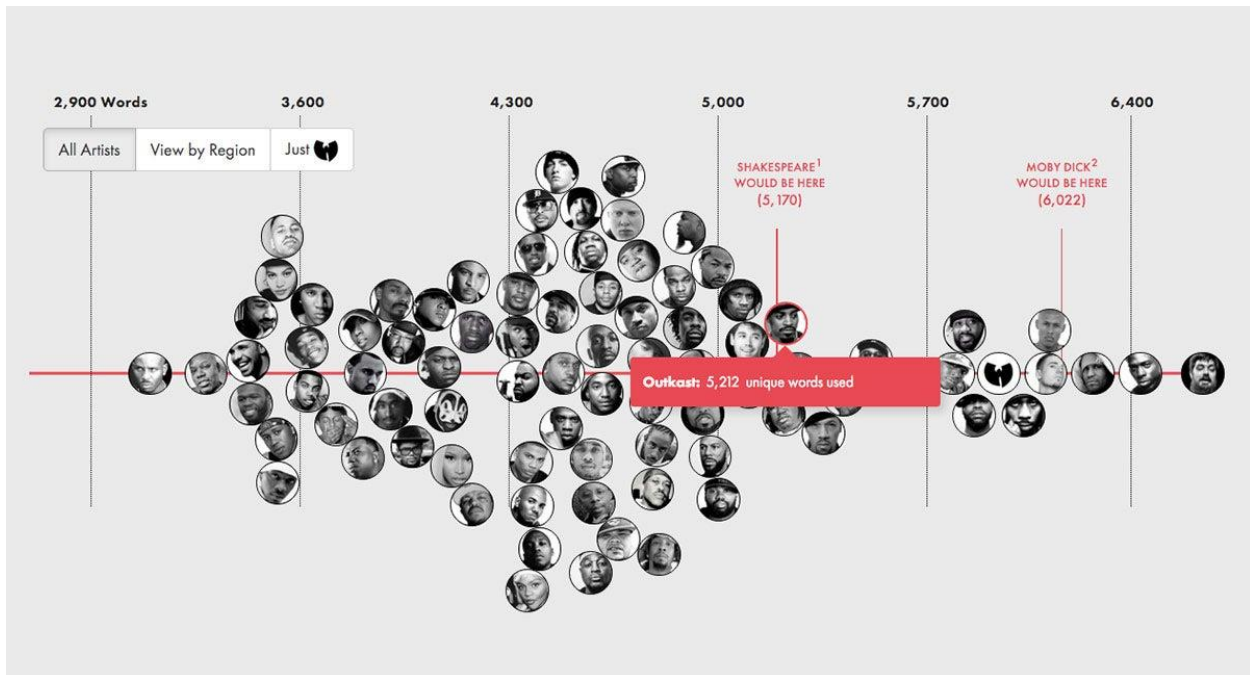 2,900 Words
3,600
4,300
5,000
5,700
6,400
All Artists
View by Region
Just
SHAKESPEARE1
WOULD BE HERE
(5,170)
MOBY DICK2
WOULD BE HERE
(6,022)
Outkast: 5,212 unique words used